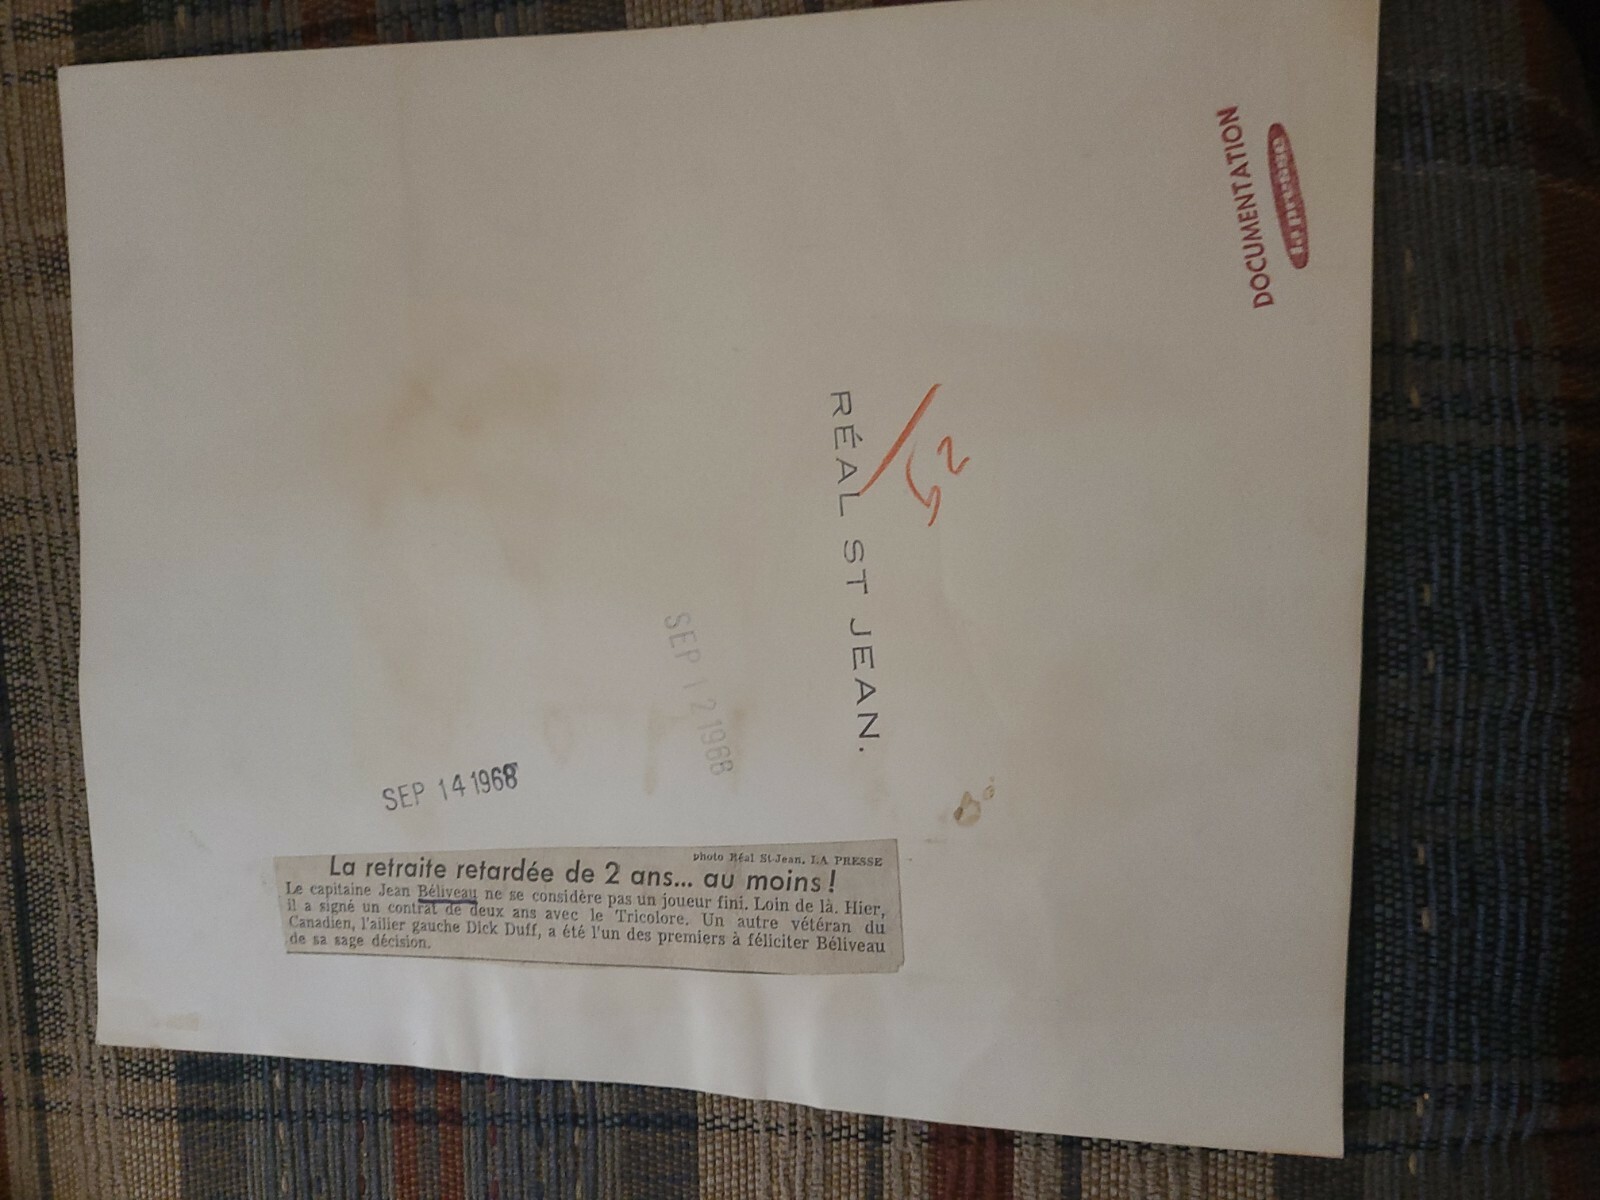 DOCUMENTATION
RÉAL ST JEAN.
SEP 12 1968
SEP 14 1968
photo Réal St-Jean, LA PRESSE
La retraite retardée de 2 ans... au moins !
Le capitaine Jean Béliveau ne se considère pas un joueur fini. Loin de là. Hier,
il a signé un contrat de deux ans avec le Tricolore. Un autre vétéran du
Canadien, l'ailier gauche Dick Duff, a été l'un des premiers à féliciter Béliveau
de sa sage décision.